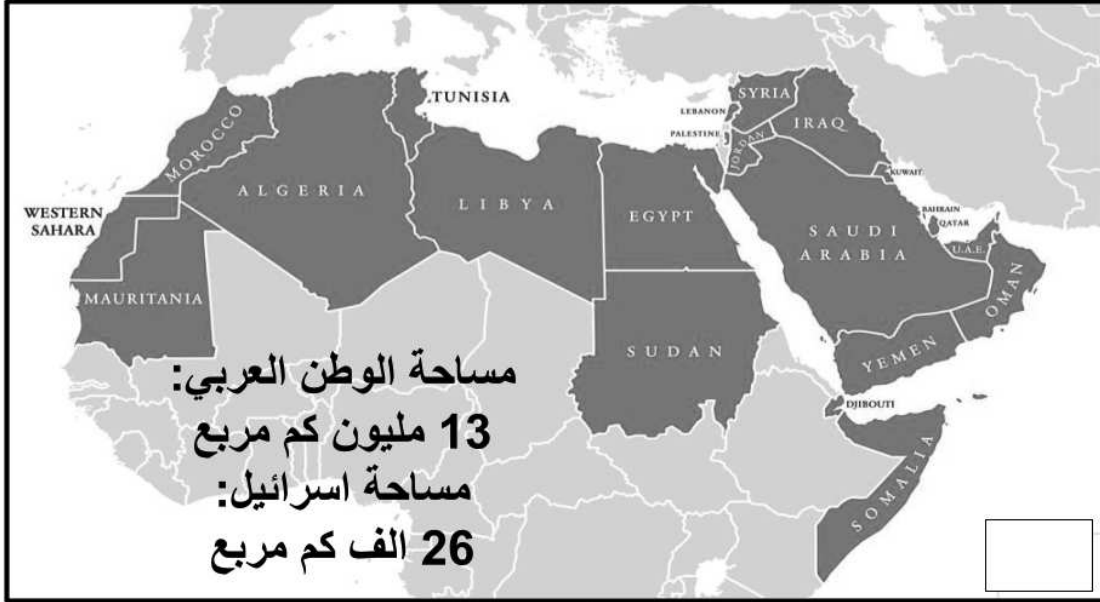 TUNISIA
MOROCCO
ALGERIA
LIBYA
EGYPT
WESTERN
SAHARA
MAURITANIA
SUDAN
SYRIA
LEBANON
PALESTINE
JORDAN
IRAQ
KUWAIT
BAHRAIN
QATAR
SAUDI
ARABIA
U.A.E.
OMAN
YEMEN
DJIBOUTI
SOMALIA
مساحة الوطن العربي:
13 مليون كم مربع
مساحة اسرائيل:
26 الف كم مربع